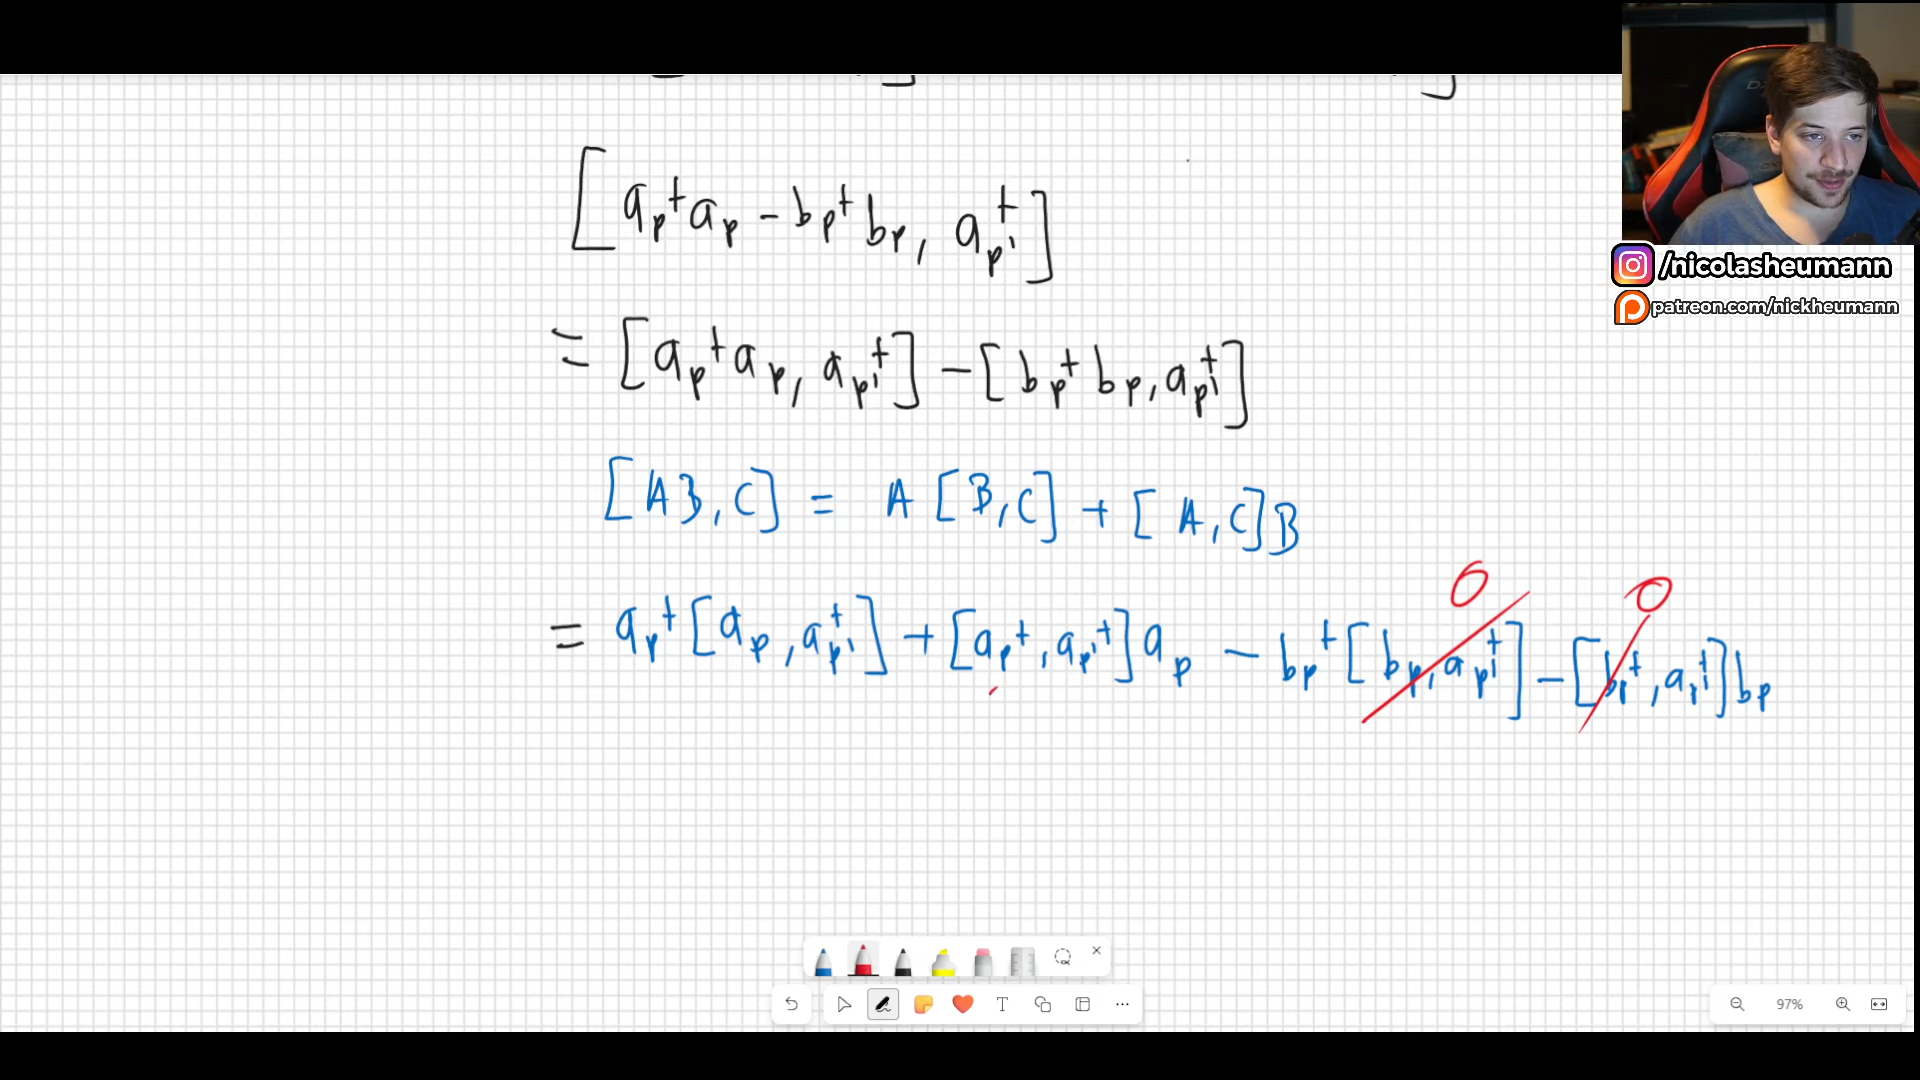 /nicolasheumann
patreon.com/nickheumann
[a_p† a_p - b_p† b_p, a_p'†]
= [a_p† a_p, a_p'†] - [b_p† b_p, a_p'†]
[AB, C] = A[B, C] + [A, C]B
0 0
= a_p†[a_p, a_p'†] + [a_p†, a_p'†]a_p - b_p†[b_p, a_p'†] - [b_p†, a_p'†]b_p
T
97%